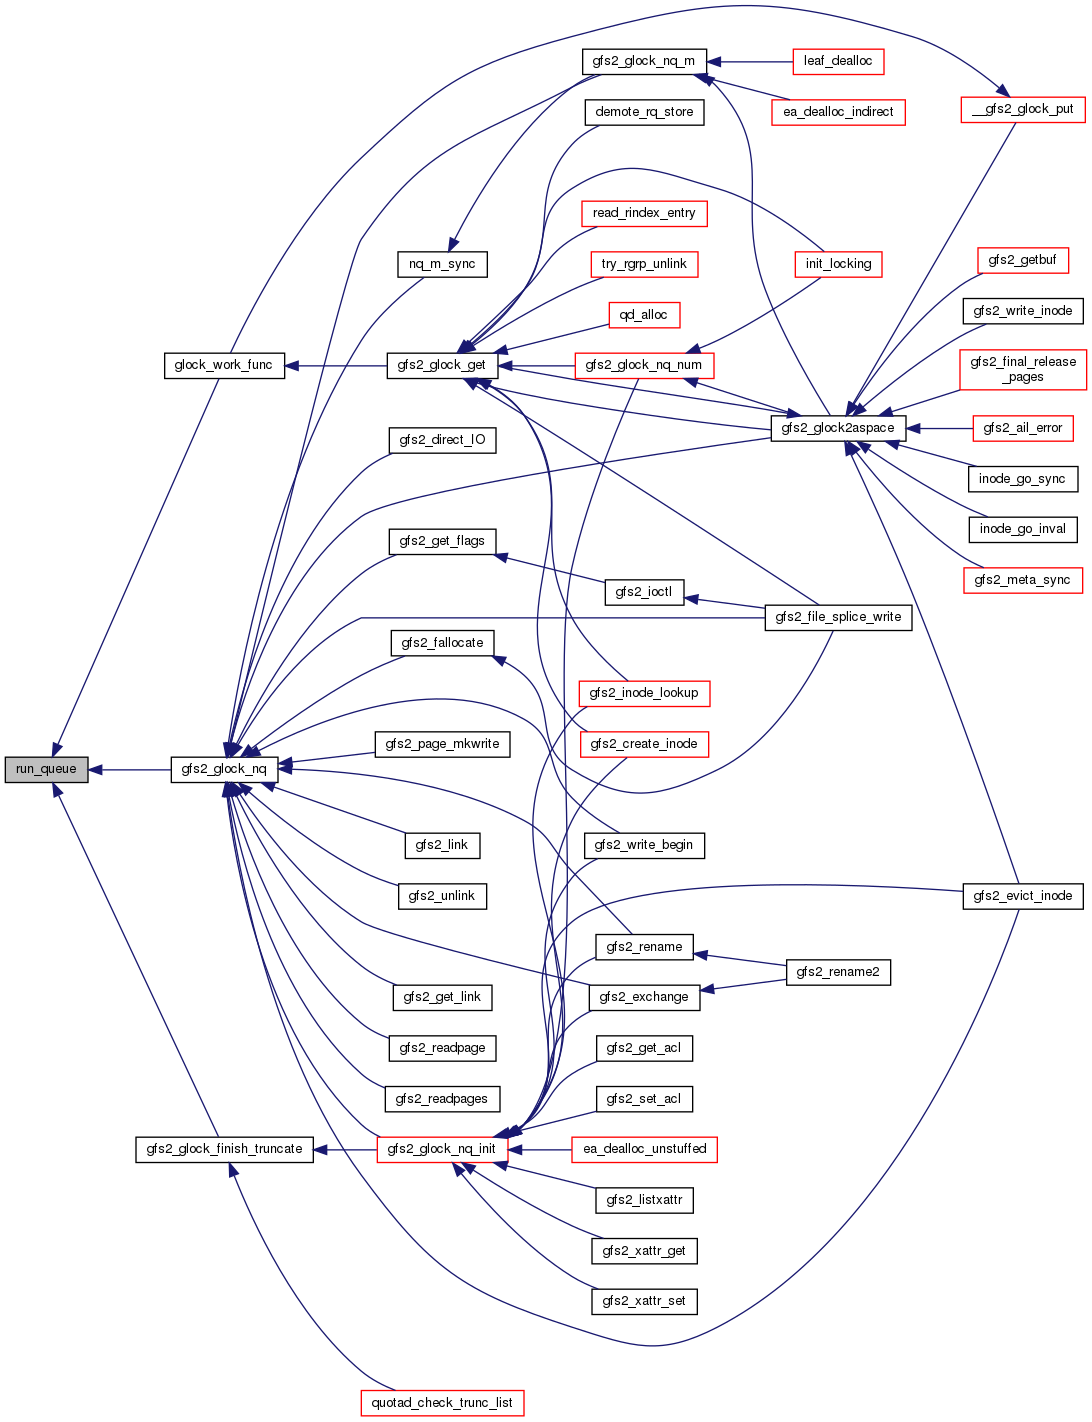 gfs2_glock_nq_m
leaf_dealloc
ea_dealloc_indirect
__gfs2_glock_put
demote_rq_store
read_rindex_entry
nq_m_sync
try_rgrp_unlink
init_locking
gfs2_getbuf
qd_alloc
gfs2_write_inode
glock_work_func
gfs2_glock_get
gfs2_glock_nq_num
gfs2_final_release
_pages
gfs2_glock2aspace
gfs2_ail_error
gfs2_direct_IO
inode_go_sync
inode_go_inval
gfs2_get_flags
gfs2_meta_sync
gfs2_ioctl
gfs2_file_splice_write
gfs2_fallocate
gfs2_inode_lookup
gfs2_page_mkwrite
gfs2_create_inode
run_queue
gfs2_glock_nq
gfs2_link
gfs2_write_begin
gfs2_unlink
gfs2_evict_inode
gfs2_rename
gfs2_rename2
gfs2_get_link
gfs2_exchange
gfs2_readpage
gfs2_get_acl
gfs2_readpages
gfs2_set_acl
gfs2_glock_finish_truncate
gfs2_glock_nq_init
ea_dealloc_unstuffed
gfs2_listxattr
gfs2_xattr_get
gfs2_xattr_set
quotad_check_trunc_list